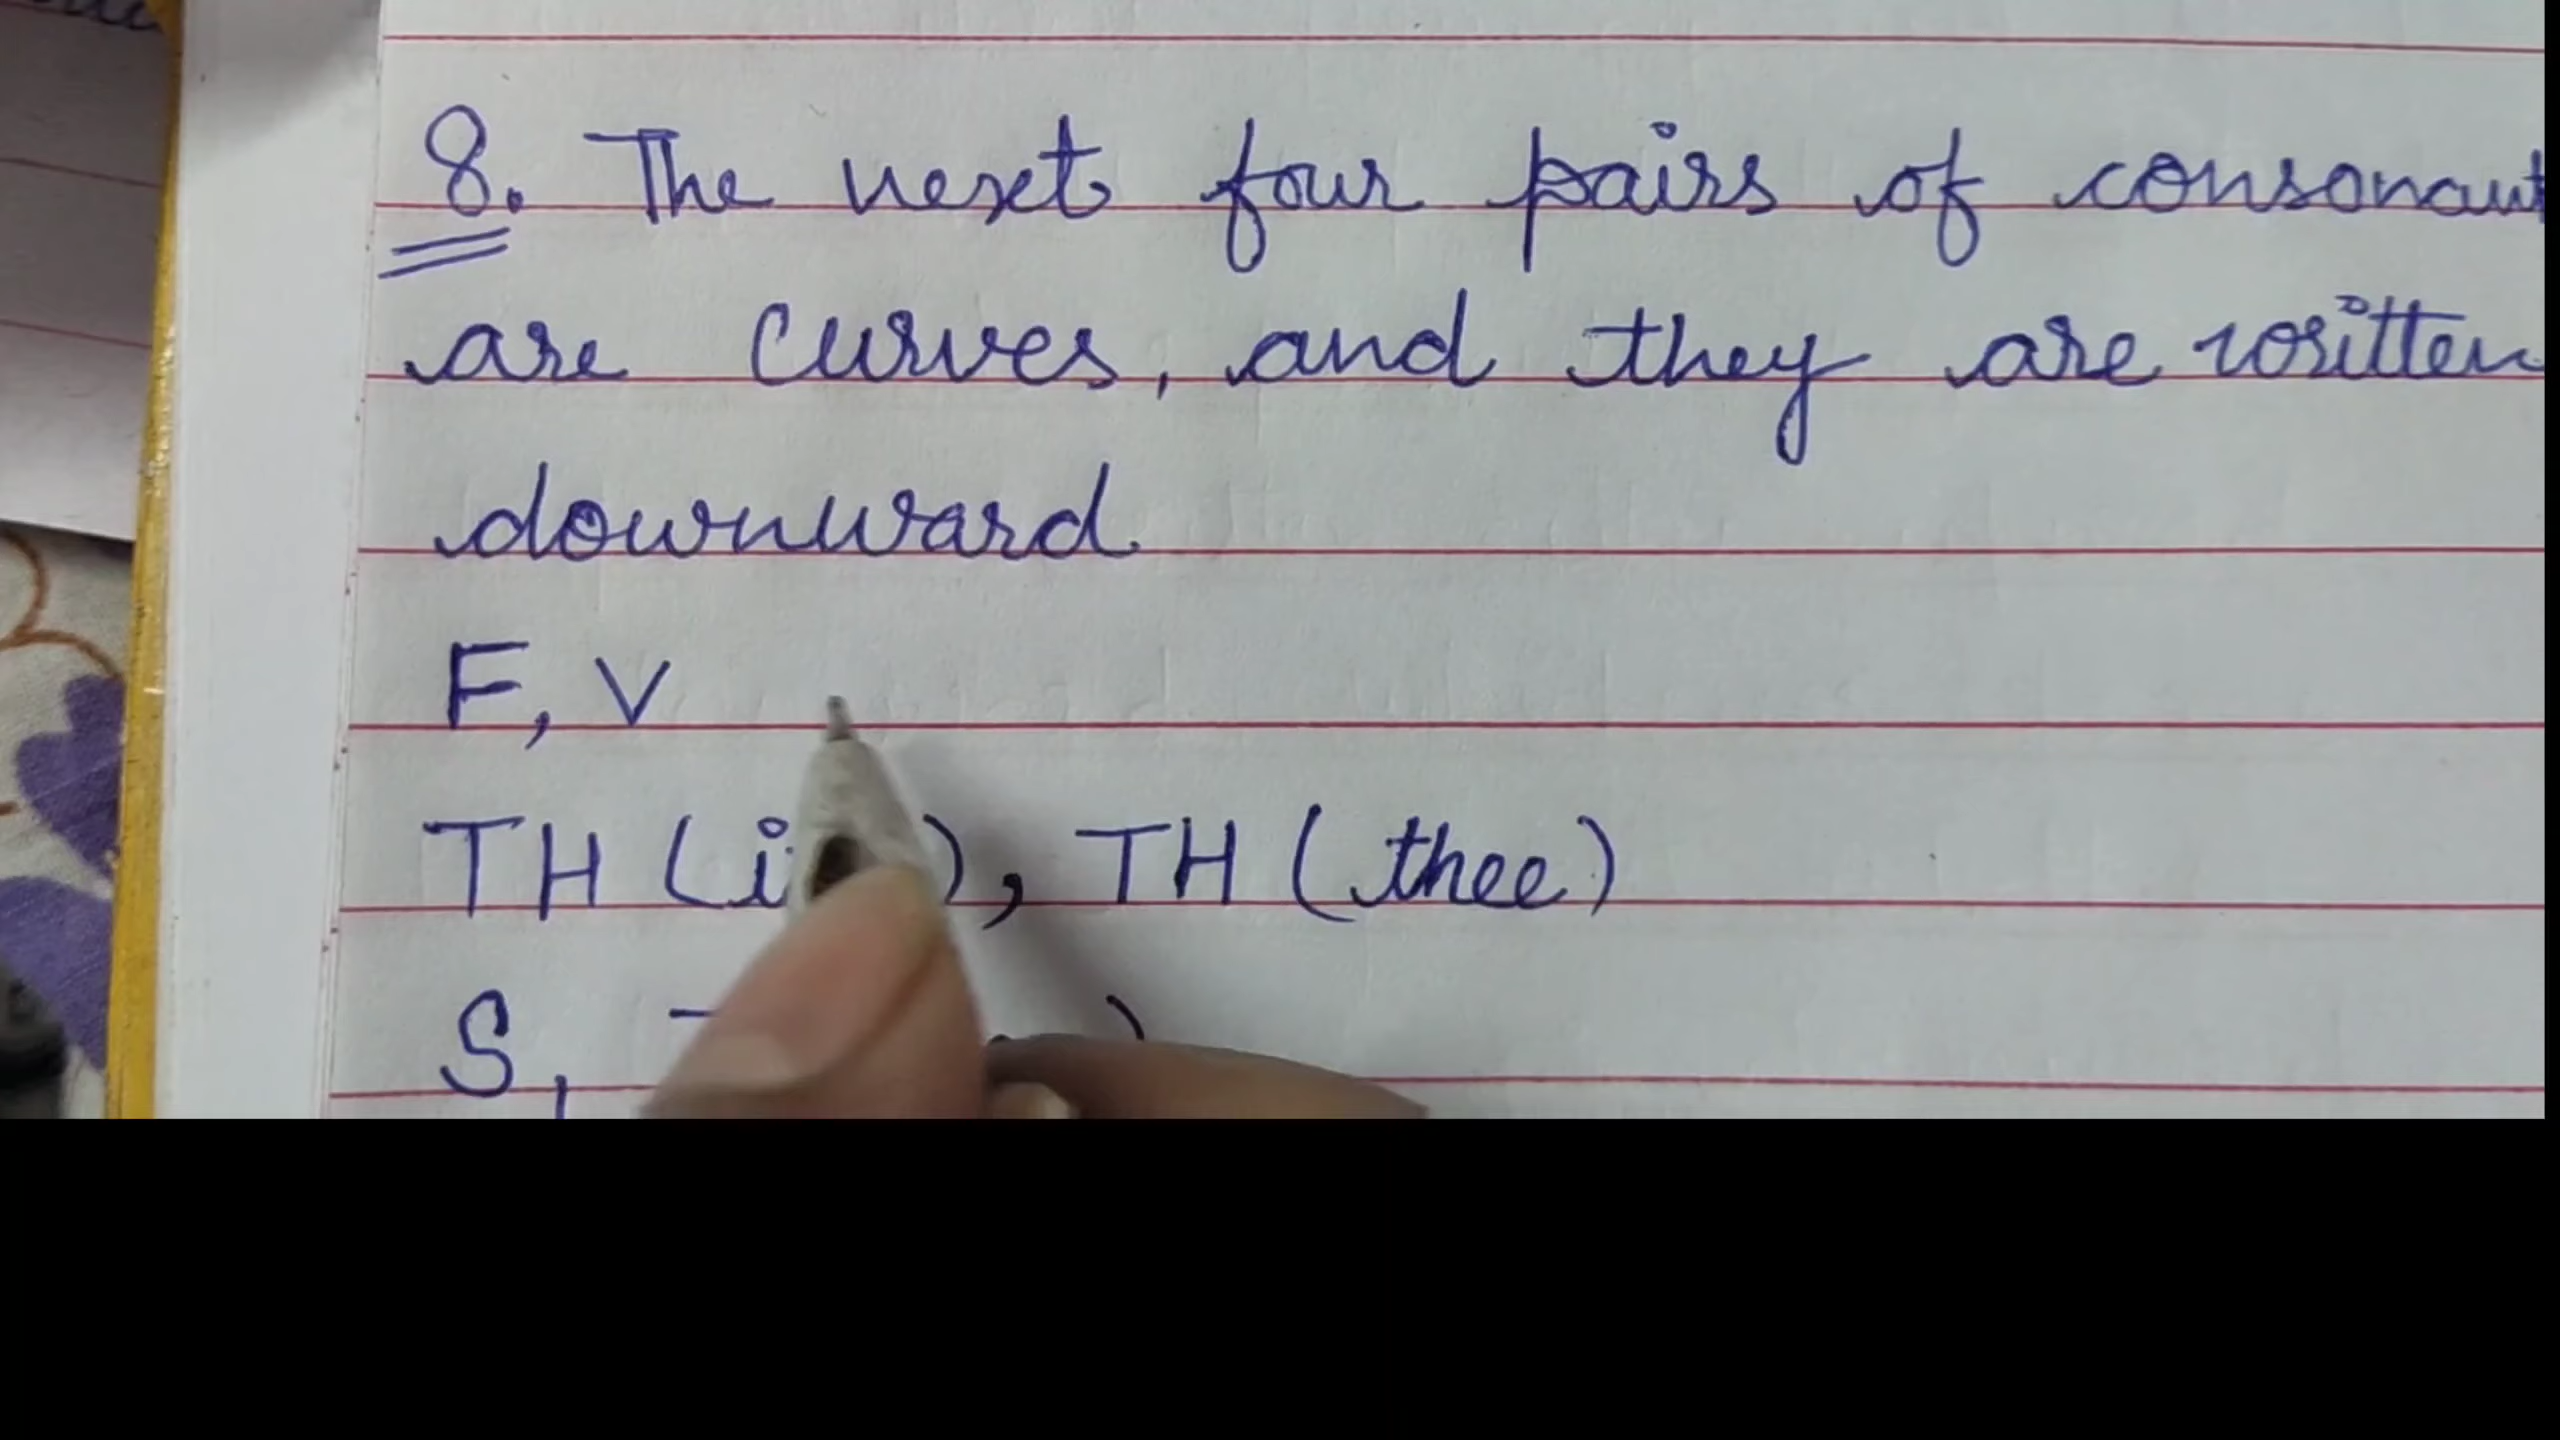 8. The next four pairs of consonant
are curves, and they are written
downward
F, V
TH (i ), TH (thee)
S,